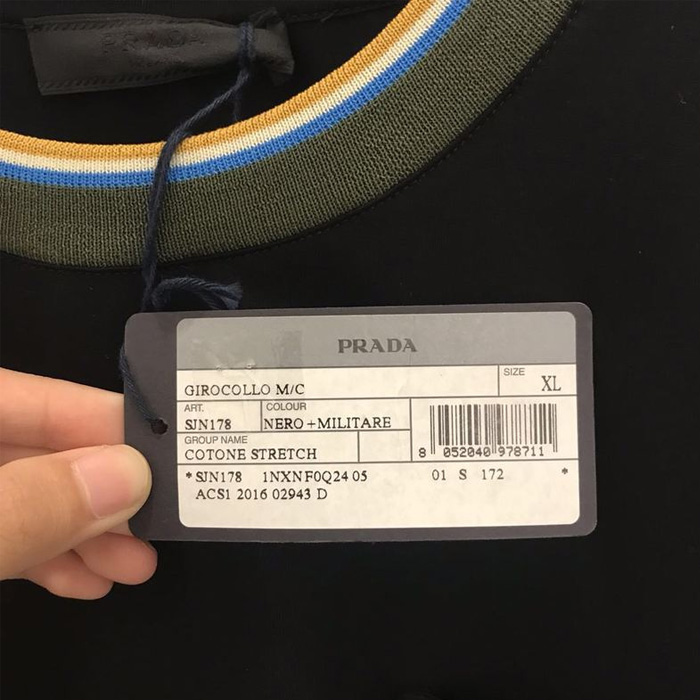 PRADA
PRADA
SIZE
GIROCOLLO M/C
XL
ART.
COLOUR
SJN178
NERO+MILITARE
GROUP NAME
COTONE STRETCH
8 052040 978711
*SJN178 1NXN F0Q24 05 01 S 172 *
ACS1 2016 02943 D